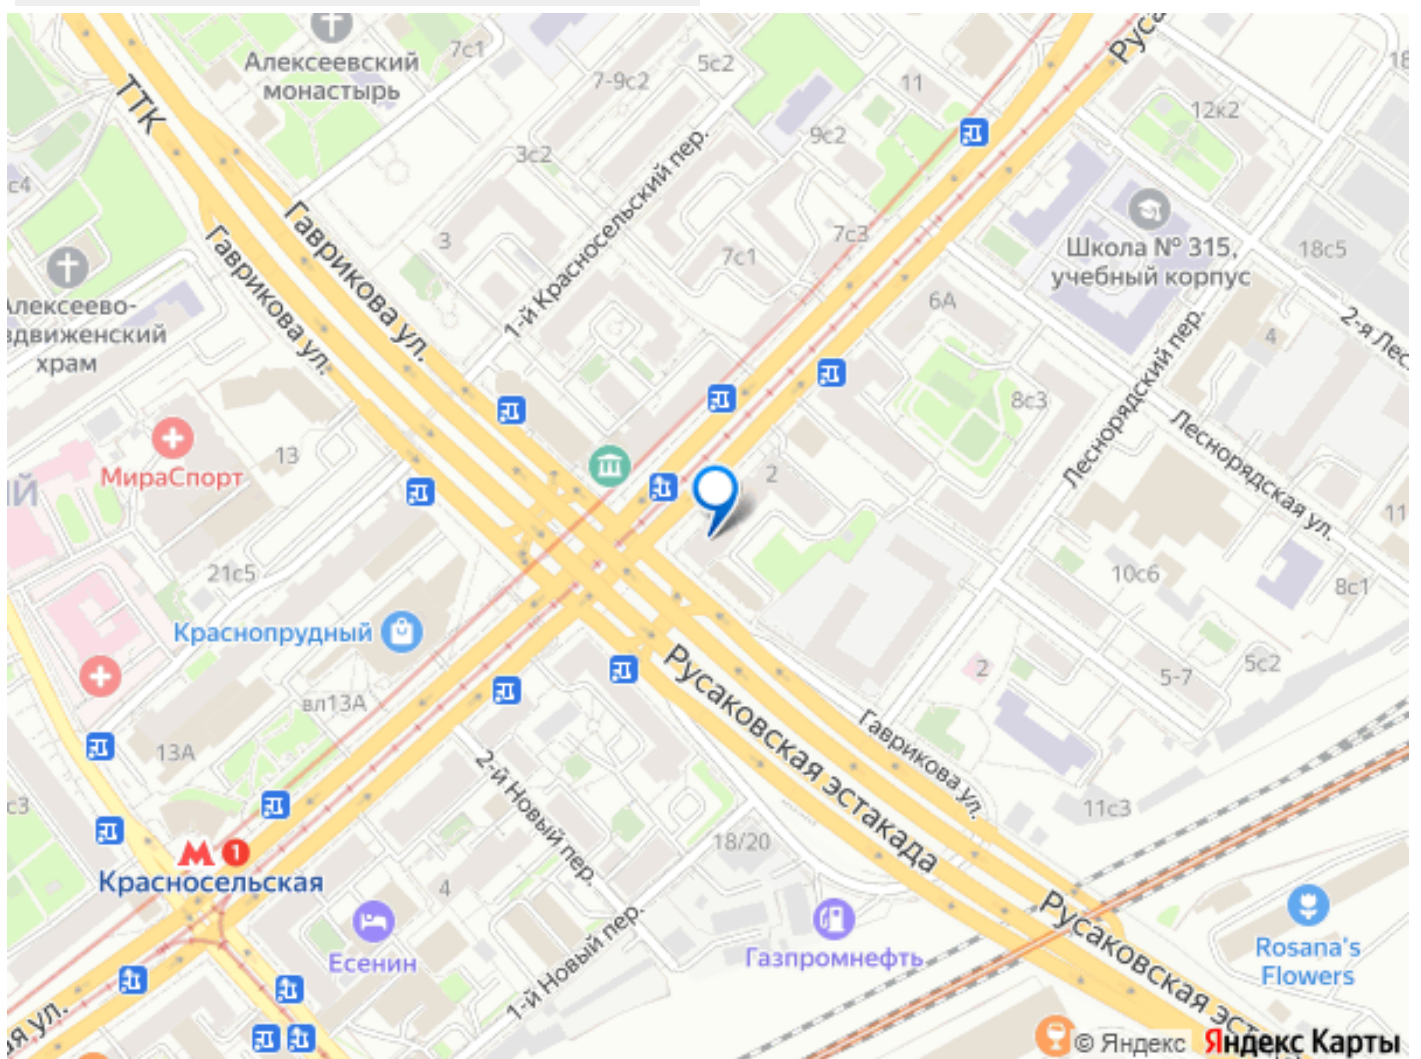 Алексеевский
монастырь
7с1
7-9с2
5с2
11
Руса
18
ТТК
3с2
1-й Красносельский пер.
9с2
12к2
с4
Гаврикова ул.
Гаврикова ул.
3
7с1
7с3
Школа № 315,
учебный корпус
18с5
Алексеево-
здвиженский
храм
6А
2-я Лес
4
8с3
Леснорядский пер.
Леснорядская ул.
МираСпорт
13
ИЙ
2
11
21с5
10с6
8с1
Краснопрудный
5с2
5-7
2
вл13А
13А
Русаковская эстакада
Гаврикова ул.
2-й Новый пер.
с3
11с3
18/20
М 1
Красносельская
4
Есенин
1-й Новый пер.
Газпромнефть
Русаковская эст
Rosana's
Flowers
ая ул.
© Яндекс Яндекс Карты